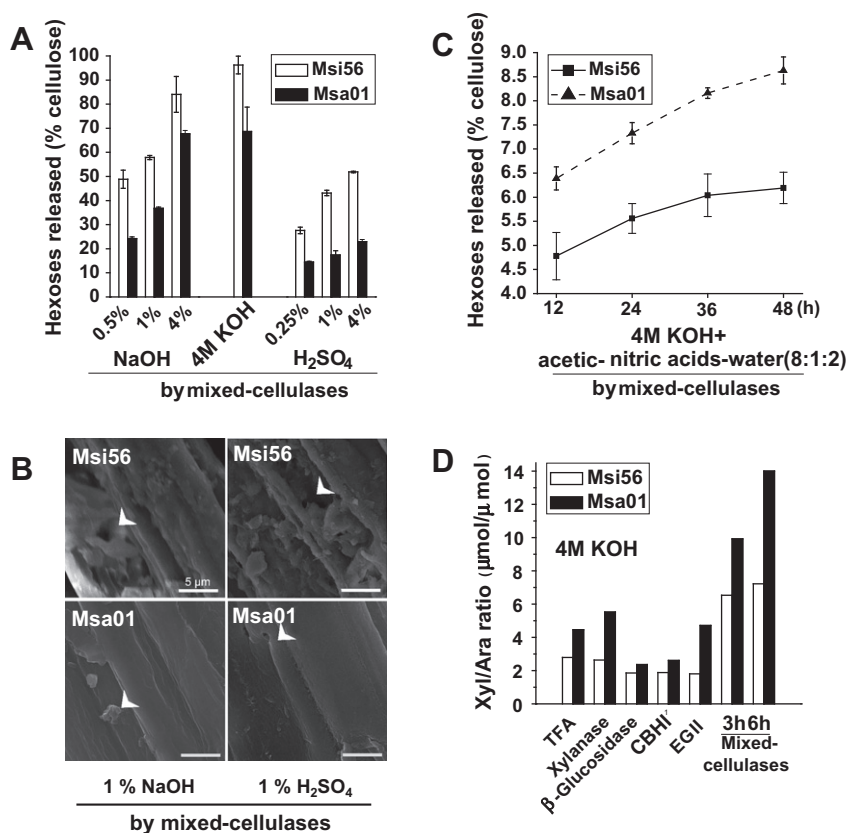 A
Hexoses released (% cellulose)
100
90
80
70
60
50
40
30
20
10
0
Msi56
Msa01
0.5%
1%
4%
NaOH
4M KOH
0.25%
1%
4%
H₂SO₄
by mixed-cellulases
C
Hexoses released (% cellulose)
9.0
8.5
8.0
7.5
7.0
6.5
6.0
5.5
5.0
4.5
4.0
Msi56
Msa01
12 24 36 48 (h)
4M KOH+
acetic- nitric acids-water(8:1:2)
by mixed-cellulases
B
Msi56
5 µm
Msi56
Msa01
Msa01
1 % NaOH
1 % H₂SO₄
by mixed-cellulases
D
Xyl/Ara ratio (µmol/µ mol)
14
12
10
8
6
4
2
0
Msi56
Msa01
4M KOH
TFA
Xylanase
β-Glucosidase
CBHI
EGII
3h 6h
Mixed-
cellulases